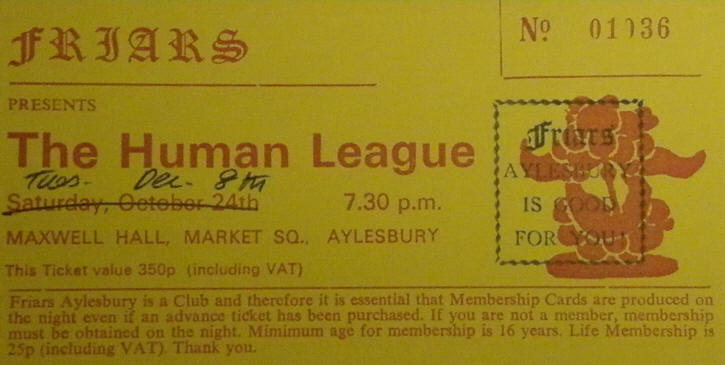 FRIARS
Nº 01036
PRESENTS
The Human League
Tues. Dec. 8th
Saturday, October 24th 7.30 p.m.
MAXWELL HALL, MARKET SQ., AYLESBURY
This Ticket value 350p (including VAT)
Friars
AYLESBURY
IS GOOD
FOR YOU!
Friars Aylesbury is a Club and therefore it is essential that Membership Cards are produced on
the night even if an advance ticket has been purchased. If you are not a member, membership
must be obtained on the night. Mimimum age for membership is 16 years. Life Membership is
25p (including VAT). Thank you.